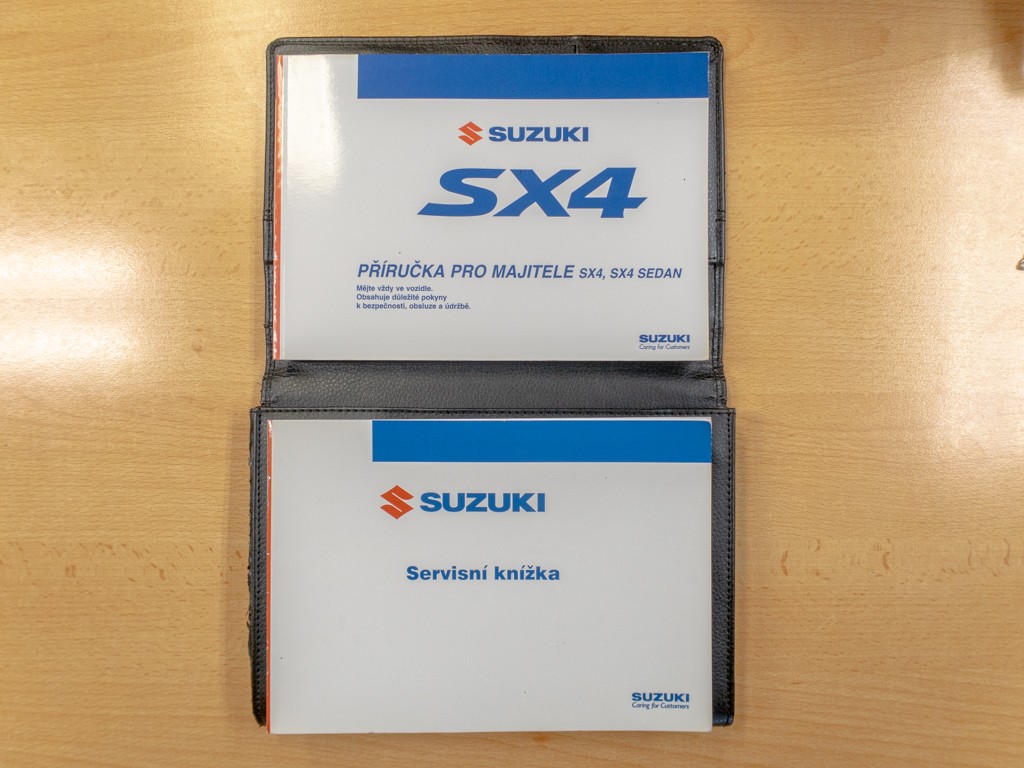 SUZUKI
SX4
PŘÍRUČKA PRO MAJITELE SX4, SX4 SEDAN
Mějte vždy ve vozidle.
Obsahuje důležité pokyny
k bezpečnosti, obsluze a údržbě.
SUZUKI
Caring for Customers
SUZUKI
Servisní knížka
SUZUKI
Caring for Customers